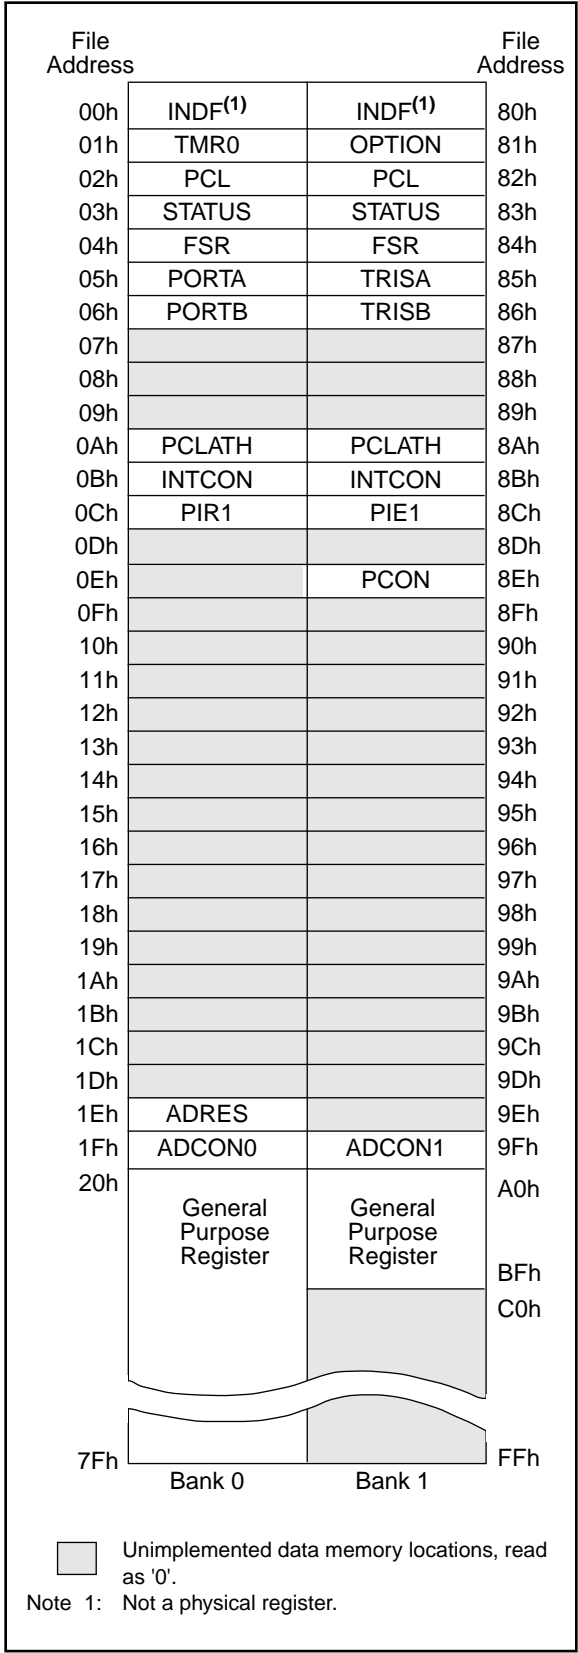 File Address File Address
00h INDF(1) INDF(1) 80h
01h TMR0 OPTION 81h
02h PCL PCL 82h
03h STATUS STATUS 83h
04h FSR FSR 84h
05h PORTA TRISA 85h
06h PORTB TRISB 86h
07h 87h
08h 88h
09h 89h
0Ah PCLATH PCLATH 8Ah
0Bh INTCON INTCON 8Bh
0Ch PIR1 PIE1 8Ch
0Dh 8Dh
0Eh PCON 8Eh
0Fh 8Fh
10h 90h
11h 91h
12h 92h
13h 93h
14h 94h
15h 95h
16h 96h
17h 97h
18h 98h
19h 99h
1Ah 9Ah
1Bh 9Bh
1Ch 9Ch
1Dh 9Dh
1Eh ADRES 9Eh
1Fh ADCON0 ADCON1 9Fh
20h A0h
General General
Purpose Purpose
Register Register
BFh
C0h
7Fh FFh
Bank 0 Bank 1
Unimplemented data memory locations, read
as '0'.
Note 1: Not a physical register.